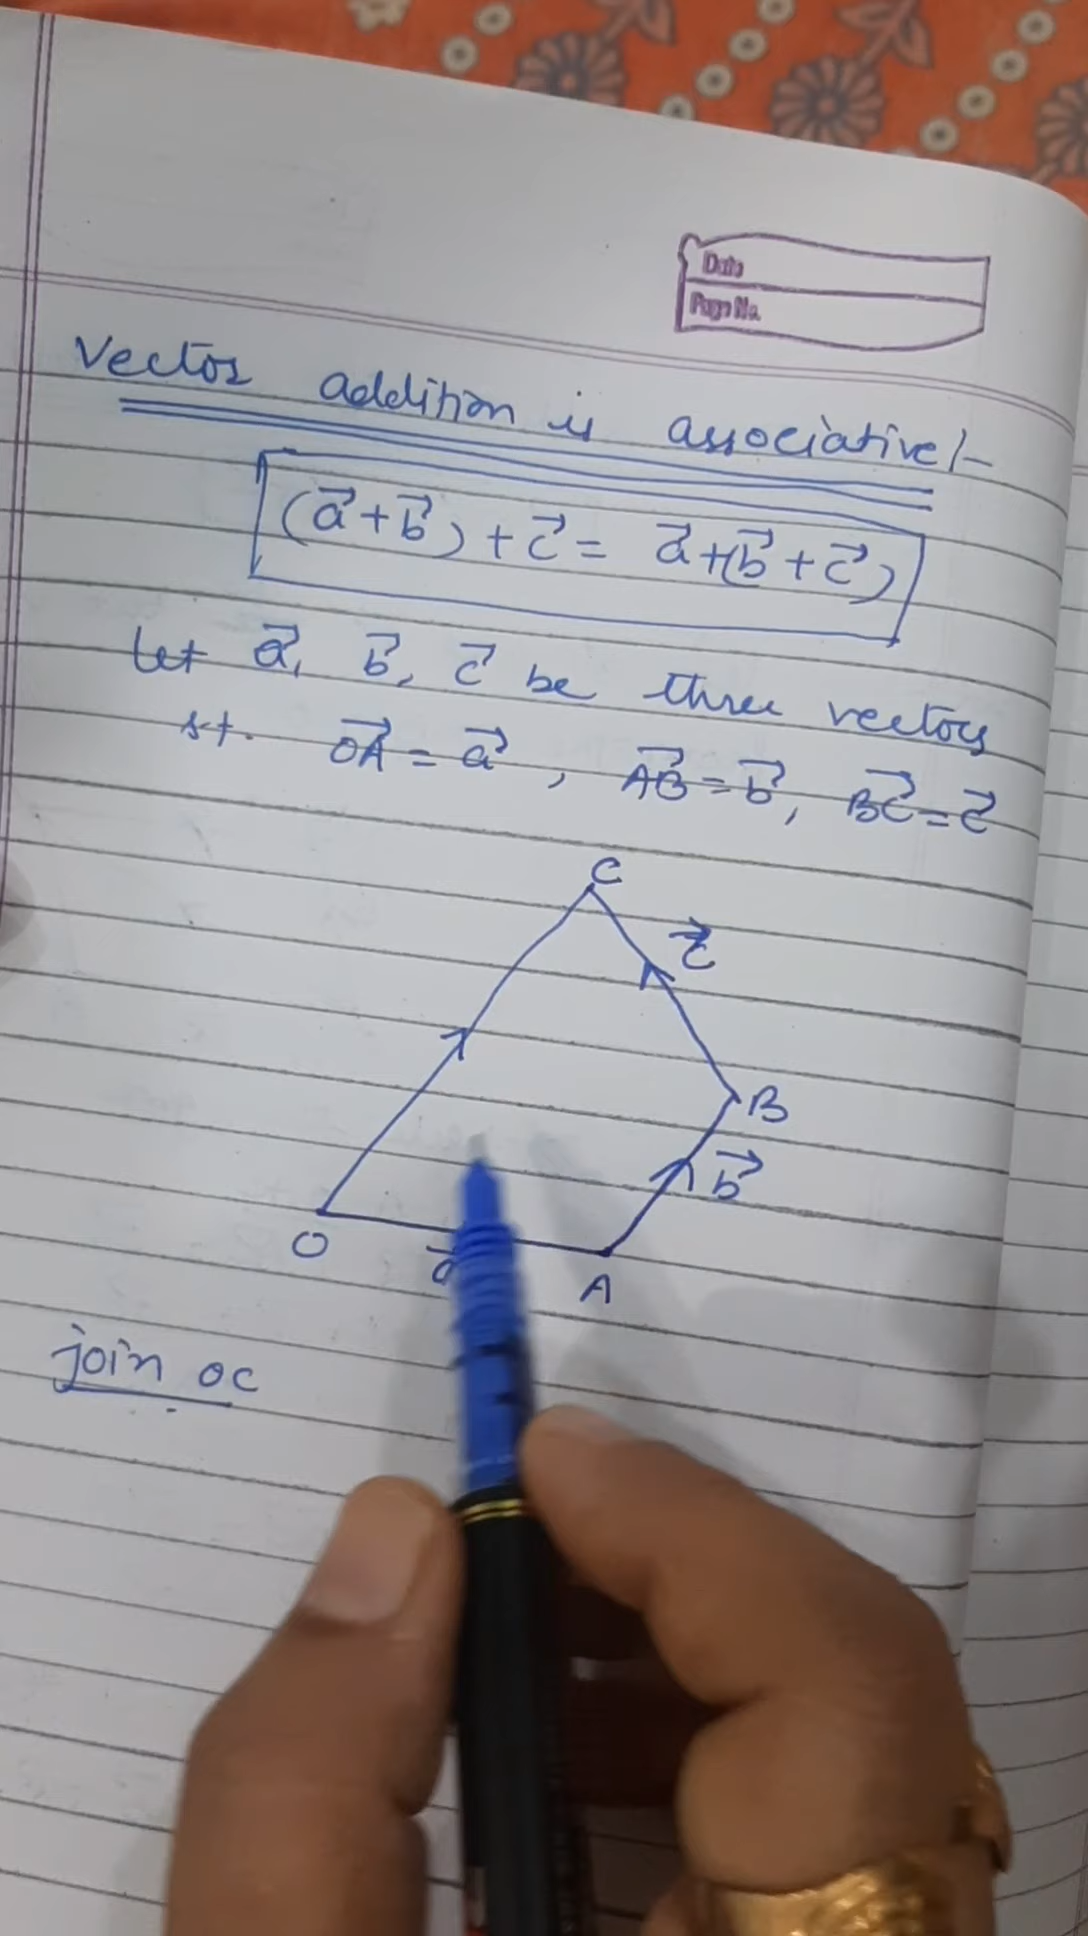 Date
Page No.
Vector addition is associative:-
(a⃗+b⃗)+c⃗ = a⃗+(b⃗+c⃗)
Let a⃗, b⃗, c⃗ be three vectors
s.t. OA⃗ = a⃗, AB⃗ = b⃗, BC⃗ = c⃗
C
c⃗
B
b⃗
O
a⃗
A
join OC